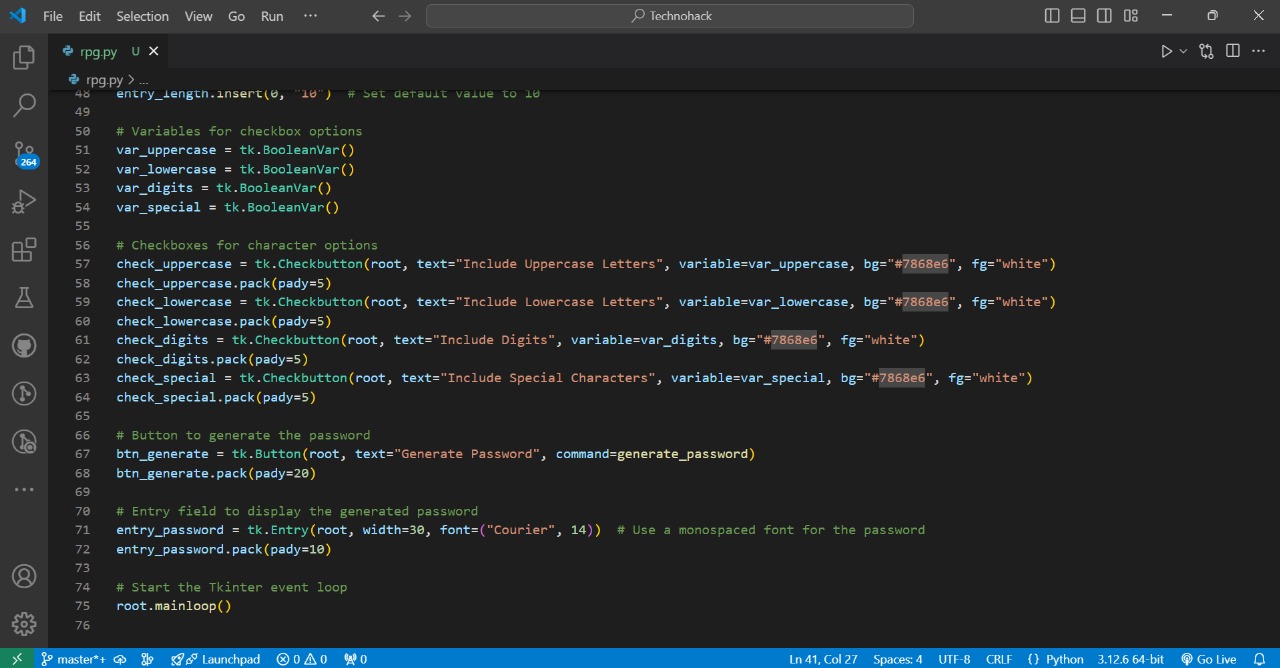 File Edit Selection View Go Run ··· Technohack
rpg.py U
rpg.py > ...
48 entry_length.insert(0, "10")  # Set default value to 10
49
50 # Variables for checkbox options
51 var_uppercase = tk.BooleanVar()
52 var_lowercase = tk.BooleanVar()
53 var_digits = tk.BooleanVar()
54 var_special = tk.BooleanVar()
55
56 # Checkboxes for character options
57 check_uppercase = tk.Checkbutton(root, text="Include Uppercase Letters", variable=var_uppercase, bg="#7868e6", fg="white")
58 check_uppercase.pack(pady=5)
59 check_lowercase = tk.Checkbutton(root, text="Include Lowercase Letters", variable=var_lowercase, bg="#7868e6", fg="white")
60 check_lowercase.pack(pady=5)
61 check_digits = tk.Checkbutton(root, text="Include Digits", variable=var_digits, bg="#7868e6", fg="white")
62 check_digits.pack(pady=5)
63 check_special = tk.Checkbutton(root, text="Include Special Characters", variable=var_special, bg="#7868e6", fg="white")
64 check_special.pack(pady=5)
65
66 # Button to generate the password
67 btn_generate = tk.Button(root, text="Generate Password", command=generate_password)
68 btn_generate.pack(pady=20)
69
70 # Entry field to display the generated password
71 entry_password = tk.Entry(root, width=30, font=("Courier", 14))  # Use a monospaced font for the password
72 entry_password.pack(pady=10)
73
74 # Start the Tkinter event loop
75 root.mainloop()
76
264
master*+ Launchpad 0 0 0 Ln 41, Col 27 Spaces: 4 UTF-8 CRLF {} Python 3.12.6 64-bit Go Live